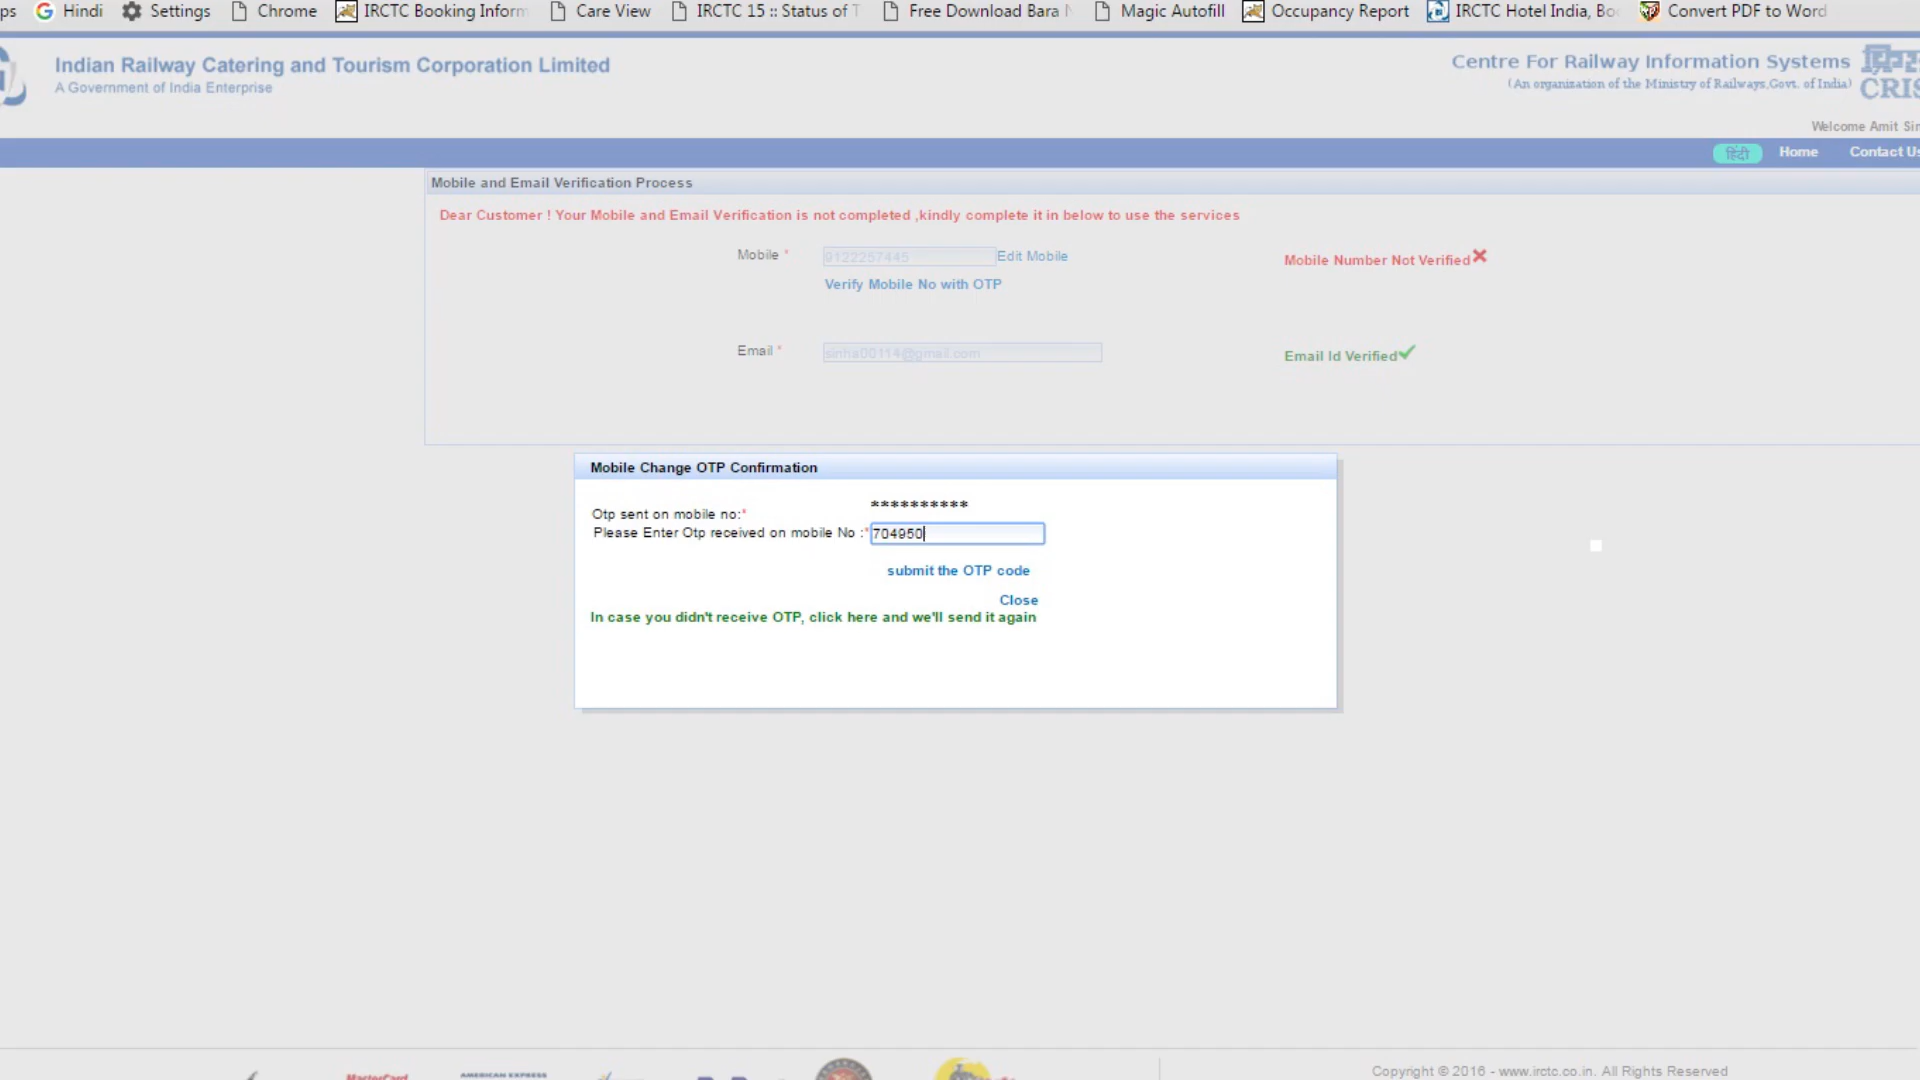 ps Hindi Settings Chrome IRCTC Booking Inform Care View IRCTC 15 :: Status of T Free Download Bara Magic Autofill Occupancy Report IRCTC Hotel India, Bo Convert PDF to Word
Indian Railway Catering and Tourism Corporation Limited
A Government of India Enterprise
Centre For Railway Information Systems
(An organization of the Ministry of Railways,Govt. of India)
CRIS
Welcome Amit Sin
हिंदी Home Contact Us
Mobile and Email Verification Process
Dear Customer ! Your Mobile and Email Verification is not completed ,kindly complete it in below to use the services
Mobile * 9122257445 Edit Mobile Mobile Number Not Verified
Verify Mobile No with OTP
Email * sinha00114@gmail.com Email Id Verified
Mobile Change OTP Confirmation
Otp sent on mobile no:* **********
Please Enter Otp received on mobile No :* 704950
submit the OTP code
Close
In case you didn't receive OTP, click here and we'll send it again
MasterCard AMERICAN EXPRESS
Copyright © 2016 - www.irctc.co.in. All Rights Reserved